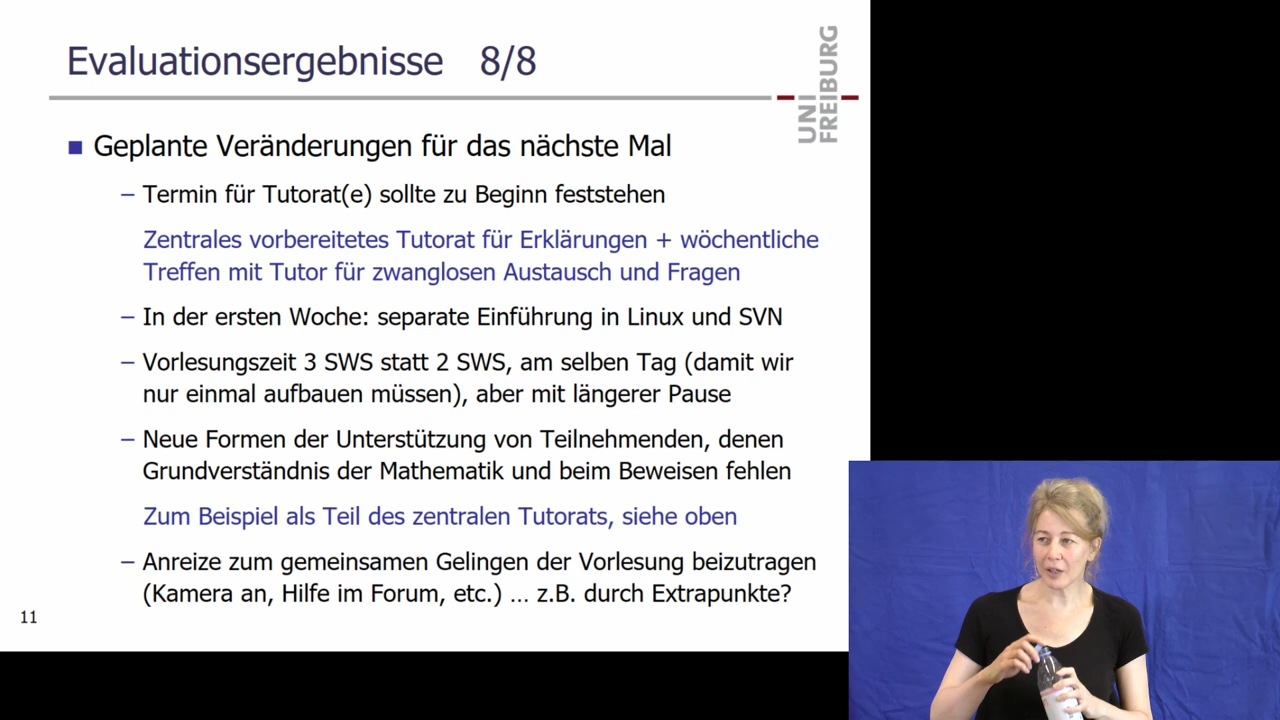 Evaluationsergebnisse 8/8
UNI
FREIBURG
Geplante Veränderungen für das nächste Mal
– Termin für Tutorat(e) sollte zu Beginn feststehen
Zentrales vorbereitetes Tutorat für Erklärungen + wöchentliche
Treffen mit Tutor für zwanglosen Austausch und Fragen
– In der ersten Woche: separate Einführung in Linux und SVN
– Vorlesungszeit 3 SWS statt 2 SWS, am selben Tag (damit wir
nur einmal aufbauen müssen), aber mit längerer Pause
– Neue Formen der Unterstützung von Teilnehmenden, denen
Grundverständnis der Mathematik und beim Beweisen fehlen
Zum Beispiel als Teil des zentralen Tutorats, siehe oben
– Anreize zum gemeinsamen Gelingen der Vorlesung beizutragen
(Kamera an, Hilfe im Forum, etc.) … z.B. durch Extrapunkte?
11